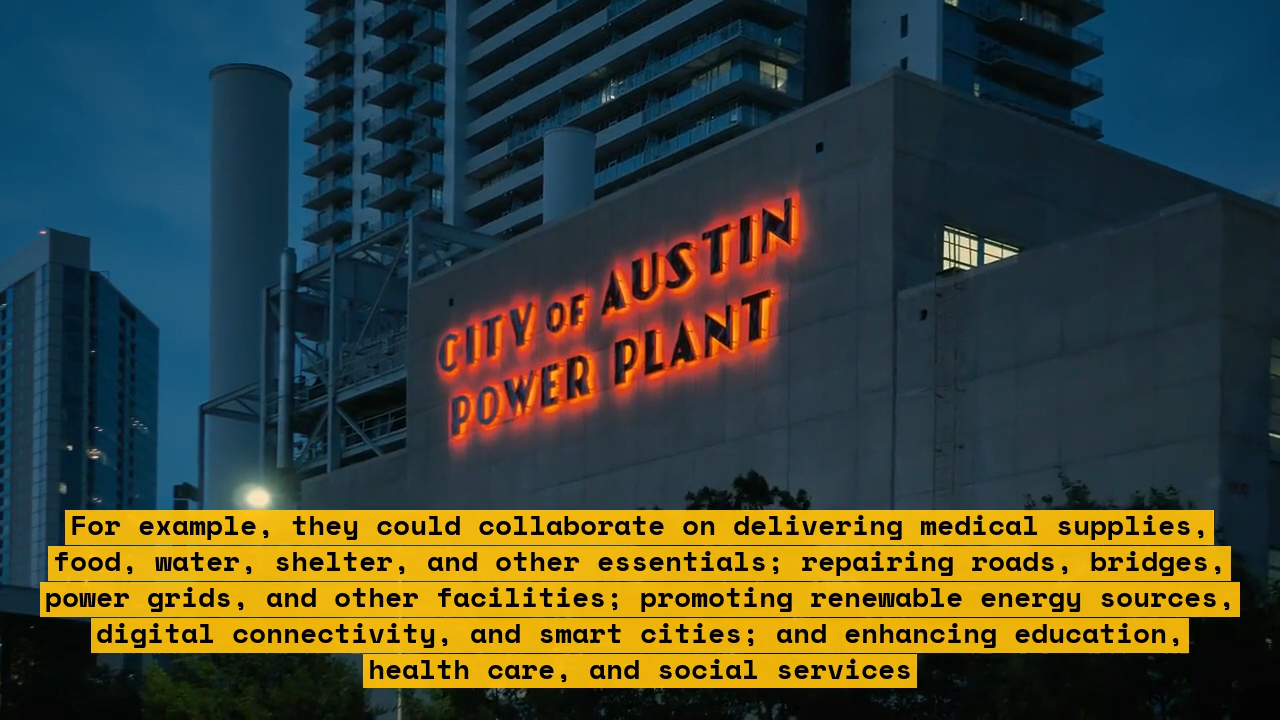 CITY OF AUSTIN
POWER PLANT
For example, they could collaborate on delivering medical supplies,
food, water, shelter, and other essentials; repairing roads, bridges,
power grids, and other facilities; promoting renewable energy sources,
digital connectivity, and smart cities; and enhancing education,
health care, and social services